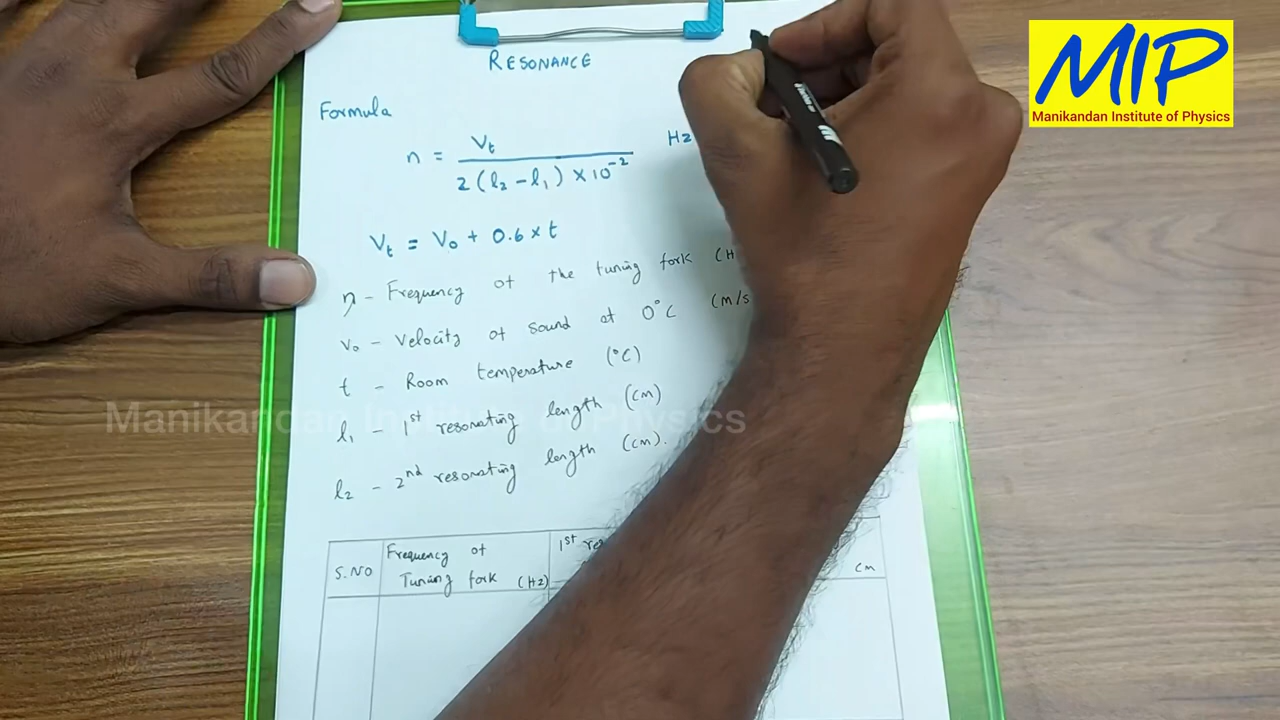 RESONANCE
Formula
n = Vt / 2 ( l2 - l1 ) × 10^-2 Hz
Vt = V0 + 0.6 × t
n - Frequency of the tuning fork (H
V0 - Velocity of sound at 0°C (m/s
t - Room temperature (°C)
l1 - 1st resonating length (cm)
l2 - 2nd resonating length (cm).
S.NO
Frequency of
Tuning fork (HZ)
1st
cm
MIP
Manikandan Institute of Physics
Manikandan Institute of Physics